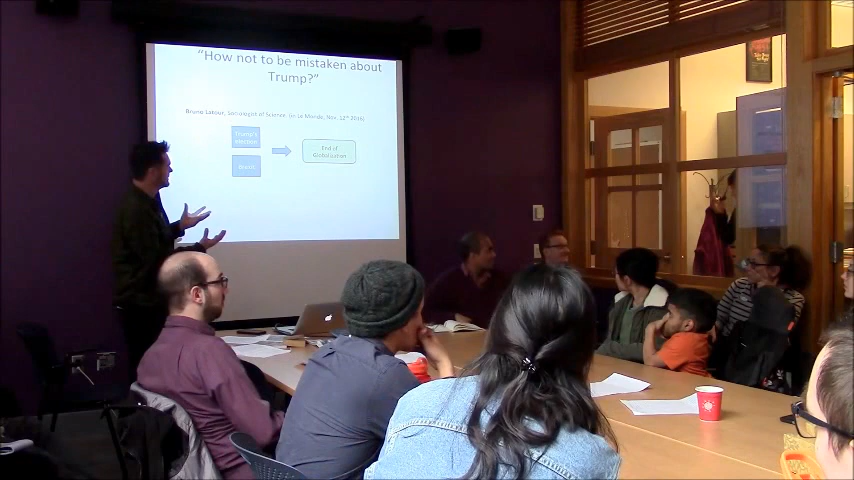 “How not to be mistaken about
Trump?”
Bruno Latour, Sociologist of Science (in Le Monde, Nov. 12th 2016)
Trump's
election
End of
Globalization
Brexit